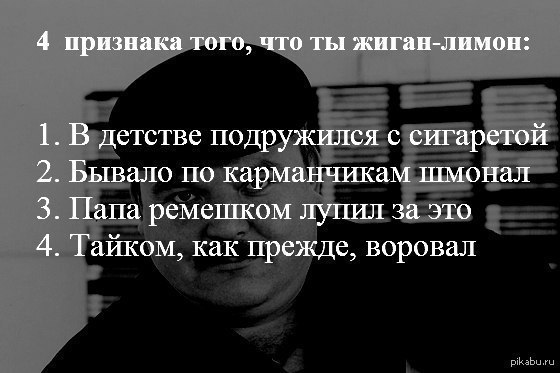 4 признака того, что ты жиган-лимон:
1. В детстве подружился с сигаретой
2. Бывало по карманчикам шмонал
3. Папа ремешком лупил за это
4. Тайком, как прежде, воровал
pikabu.ru